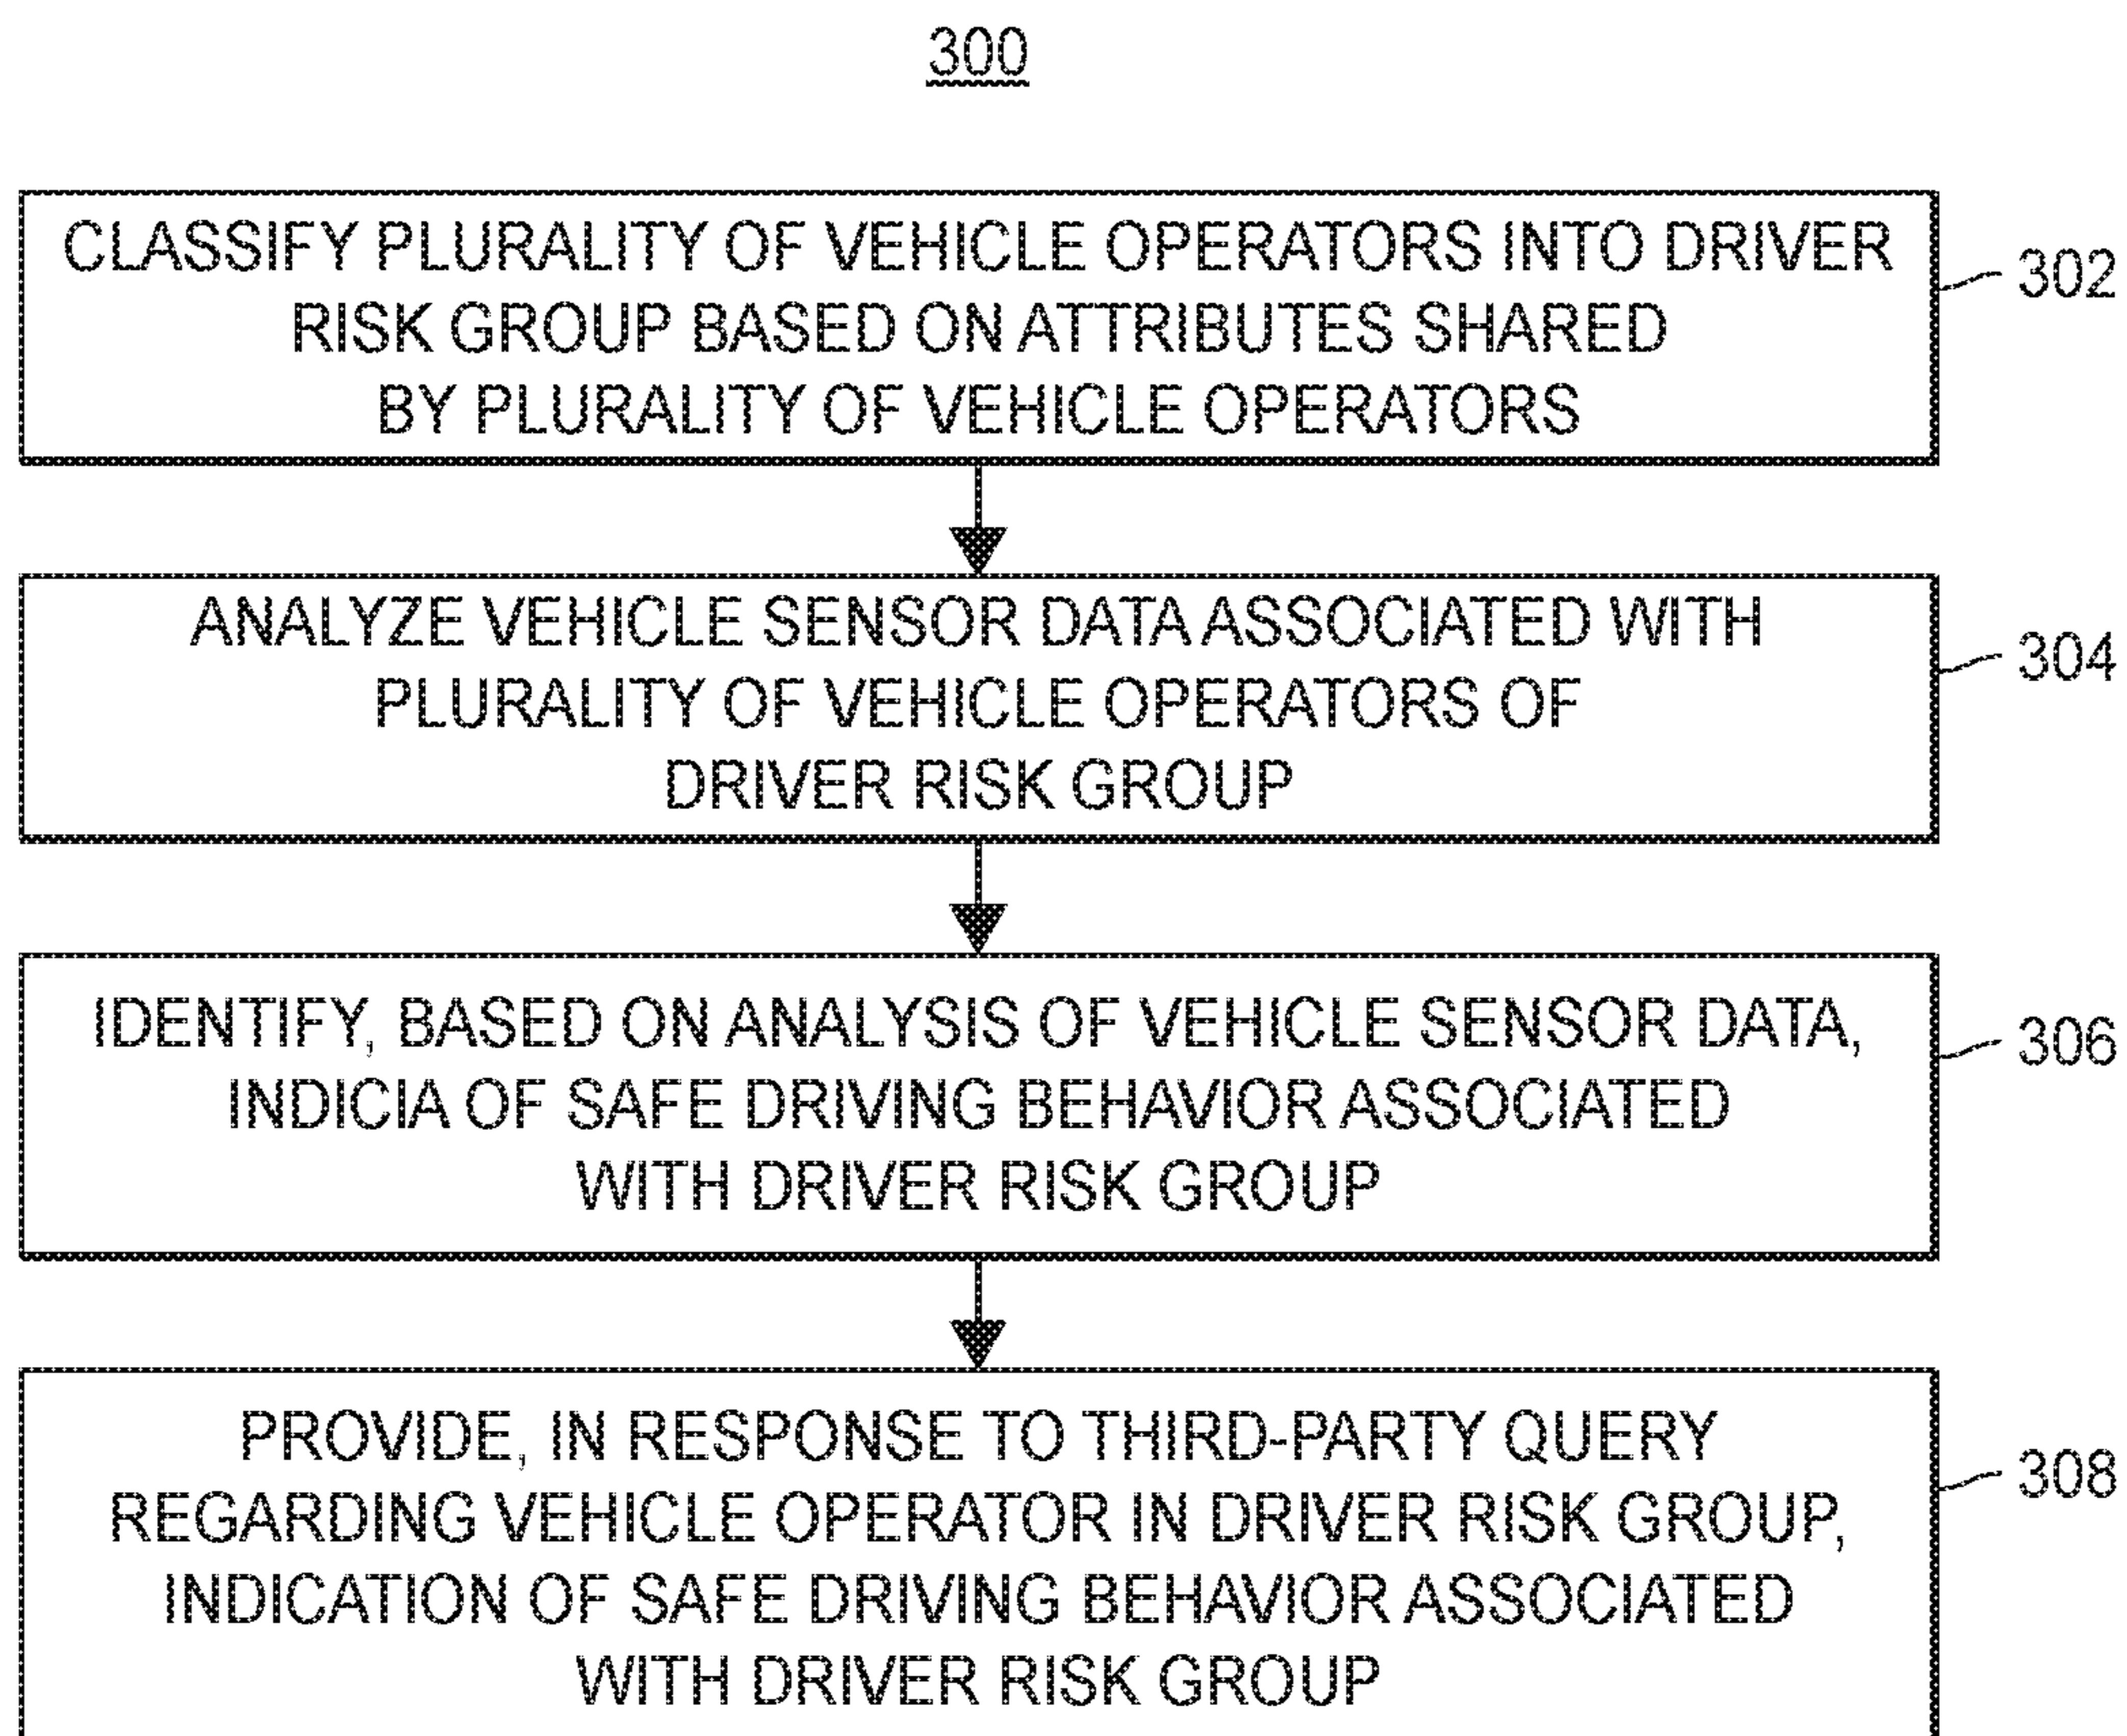 300
CLASSIFY PLURALITY OF VEHICLE OPERATORS INTO DRIVER
RISK GROUP BASED ON ATTRIBUTES SHARED
BY PLURALITY OF VEHICLE OPERATORS
302
ANALYZE VEHICLE SENSOR DATA ASSOCIATED WITH
PLURALITY OF VEHICLE OPERATORS OF
DRIVER RISK GROUP
304
IDENTIFY, BASED ON ANALYSIS OF VEHICLE SENSOR DATA,
INDICIA OF SAFE DRIVING BEHAVIOR ASSOCIATED
WITH DRIVER RISK GROUP
306
PROVIDE, IN RESPONSE TO THIRD-PARTY QUERY
REGARDING VEHICLE OPERATOR IN DRIVER RISK GROUP,
INDICATION OF SAFE DRIVING BEHAVIOR ASSOCIATED
WITH DRIVER RISK GROUP
308